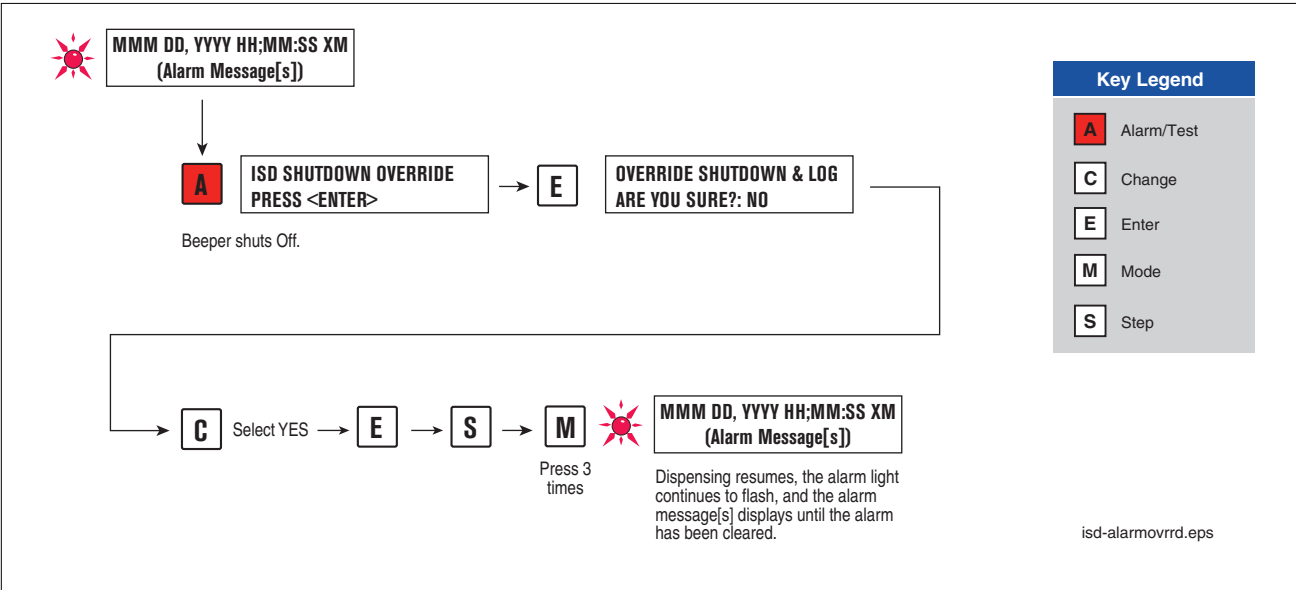 MMM DD, YYYY HH;MM:SS XM
(Alarm Message[s])
A
ISD SHUTDOWN OVERRIDE
PRESS <ENTER>
E
OVERRIDE SHUTDOWN & LOG
ARE YOU SURE?: NO
Beeper shuts Off.
C
Select YES
E
S
M
Press 3
times
MMM DD, YYYY HH;MM:SS XM
(Alarm Message[s])
Dispensing resumes, the alarm light
continues to flash, and the alarm
message[s] displays until the alarm
has been cleared.
Key Legend
A Alarm/Test
C Change
E Enter
M Mode
S Step
isd-alarmovrrd.eps